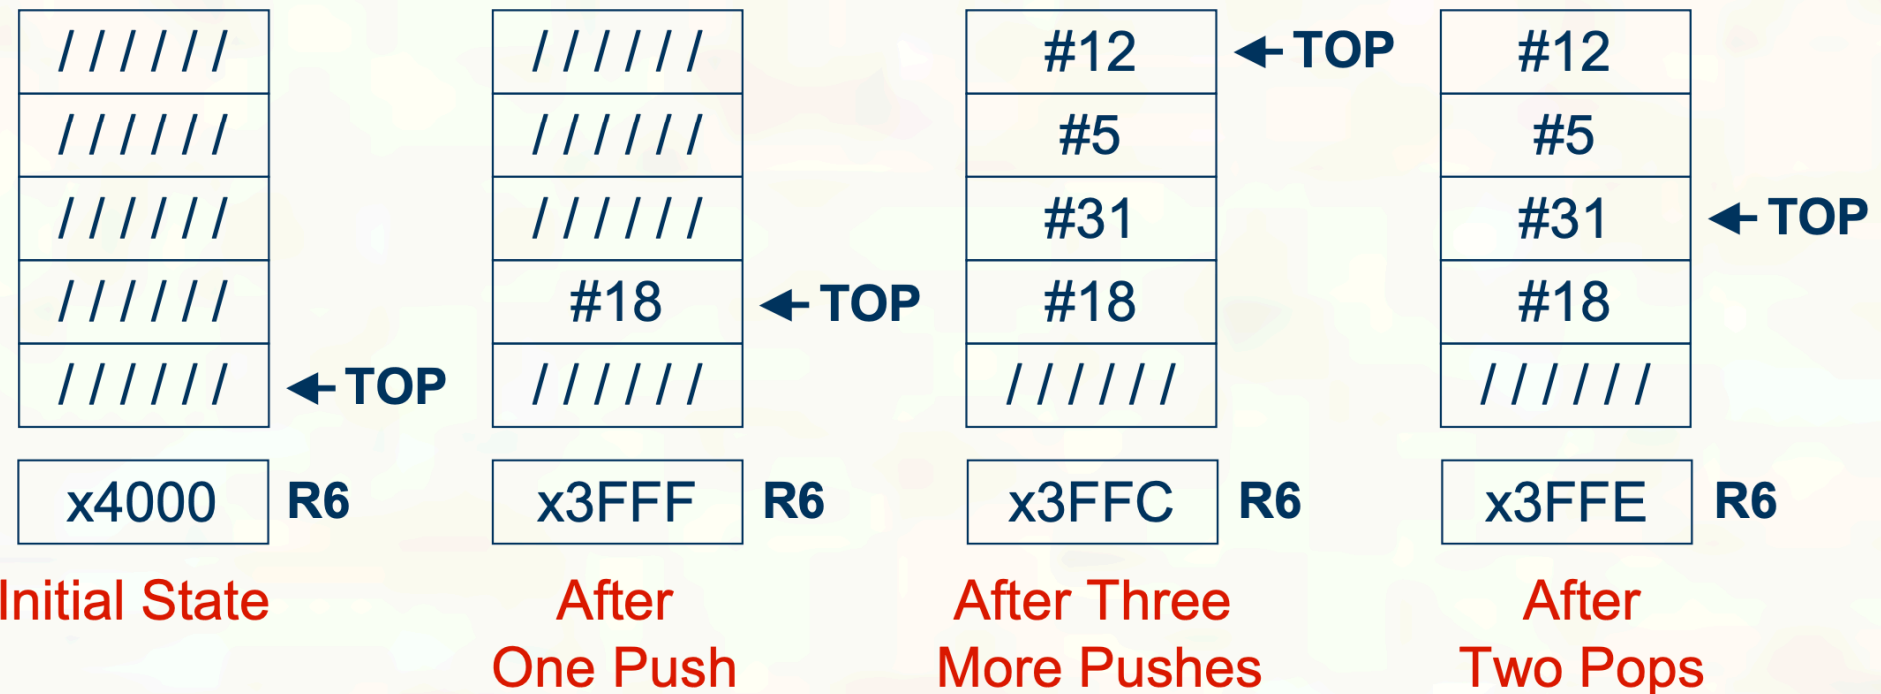 / / / / / /
/ / / / / /
/ / / / / /
/ / / / / /
/ / / / / / TOP
x4000 R6
Initial State
/ / / / / /
/ / / / / /
/ / / / / /
#18 TOP
/ / / / / /
x3FFF R6
After
One Push
#12 TOP
#5
#31
#18
/ / / / / /
x3FFC R6
After Three
More Pushes
#12
#5
#31 TOP
#18
/ / / / / /
x3FFE R6
After
Two Pops